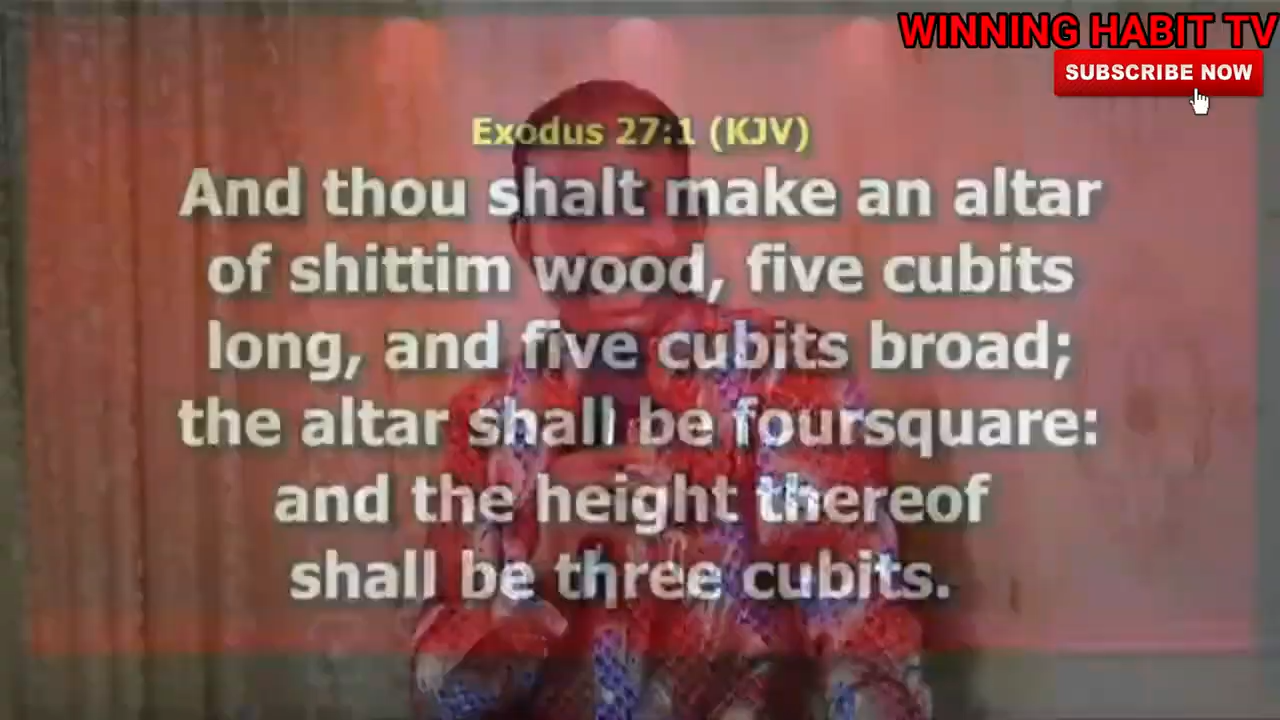 WINNING HABIT TV
SUBSCRIBE NOW
Exodus 27:1 (KJV)
And thou shalt make an altar
of shittim wood, five cubits
long, and five cubits broad;
the altar shall be foursquare:
and the height thereof
shall be three cubits.